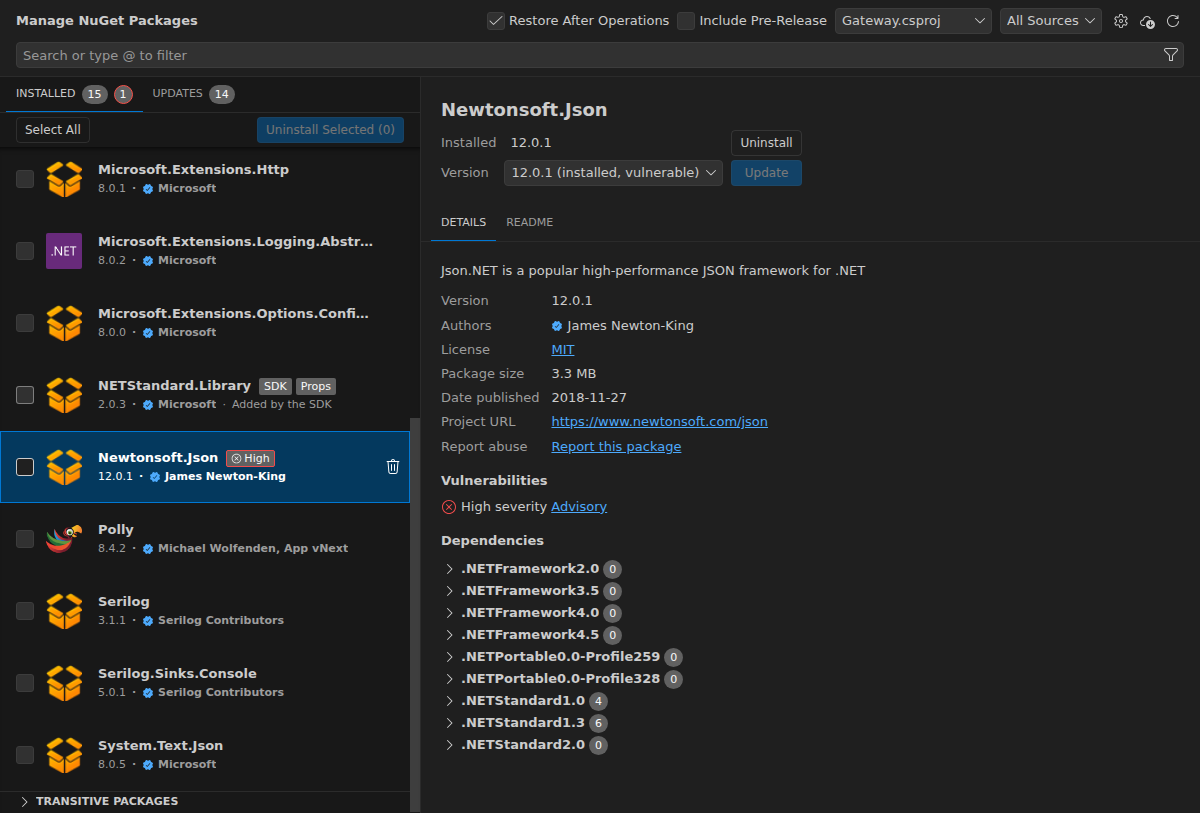 Manage NuGet Packages
Restore After Operations
Include Pre-Release
Gateway.csproj
All Sources
Search or type @ to filter
INSTALLED 15 1
UPDATES 14
Select All
Uninstall Selected (0)
Microsoft.Extensions.Http
8.0.1 · Microsoft
.NET
Microsoft.Extensions.Logging.Abstr...
8.0.2 · Microsoft
Microsoft.Extensions.Options.Confi...
8.0.0 · Microsoft
NETStandard.Library SDK Props
2.0.3 · Microsoft · Added by the SDK
Newtonsoft.Json High
12.0.1 · James Newton-King
Polly
8.4.2 · Michael Wolfenden, App vNext
Serilog
3.1.1 · Serilog Contributors
Serilog.Sinks.Console
5.0.1 · Serilog Contributors
System.Text.Json
8.0.5 · Microsoft
TRANSITIVE PACKAGES
Newtonsoft.Json
Installed 12.0.1 Uninstall
Version 12.0.1 (installed, vulnerable) Update
DETAILS README
Json.NET is a popular high-performance JSON framework for .NET
Version 12.0.1
Authors James Newton-King
License MIT
Package size 3.3 MB
Date published 2018-11-27
Project URL https://www.newtonsoft.com/json
Report abuse Report this package
Vulnerabilities
High severity Advisory
Dependencies
.NETFramework2.0 0
.NETFramework3.5 0
.NETFramework4.0 0
.NETFramework4.5 0
.NETPortable0.0-Profile259 0
.NETPortable0.0-Profile328 0
.NETStandard1.0 4
.NETStandard1.3 6
.NETStandard2.0 0